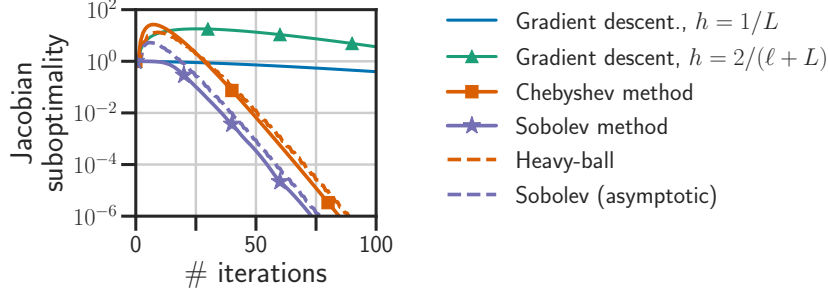 Jacobian
suboptimality
10^2
10^0
10^{-2}
10^{-4}
10^{-6}
0
50
100
# iterations
Gradient descent., h = 1/L
Gradient descent, h = 2/(ℓ + L)
Chebyshev method
Sobolev method
Heavy-ball
Sobolev (asymptotic)